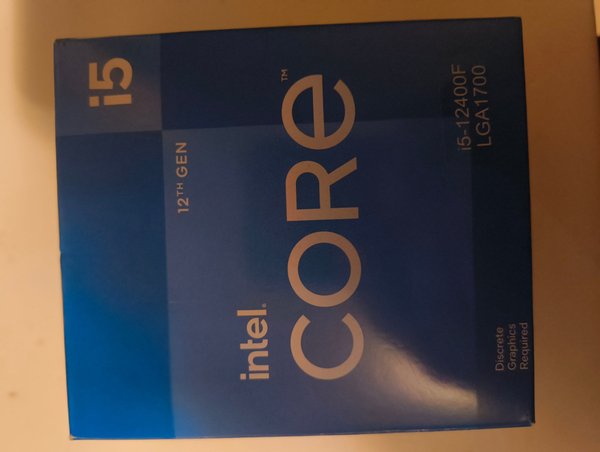 i5
12TH GEN
intel.
CORe™
i5-12400F
LGA1700
Discrete
Graphics
Required